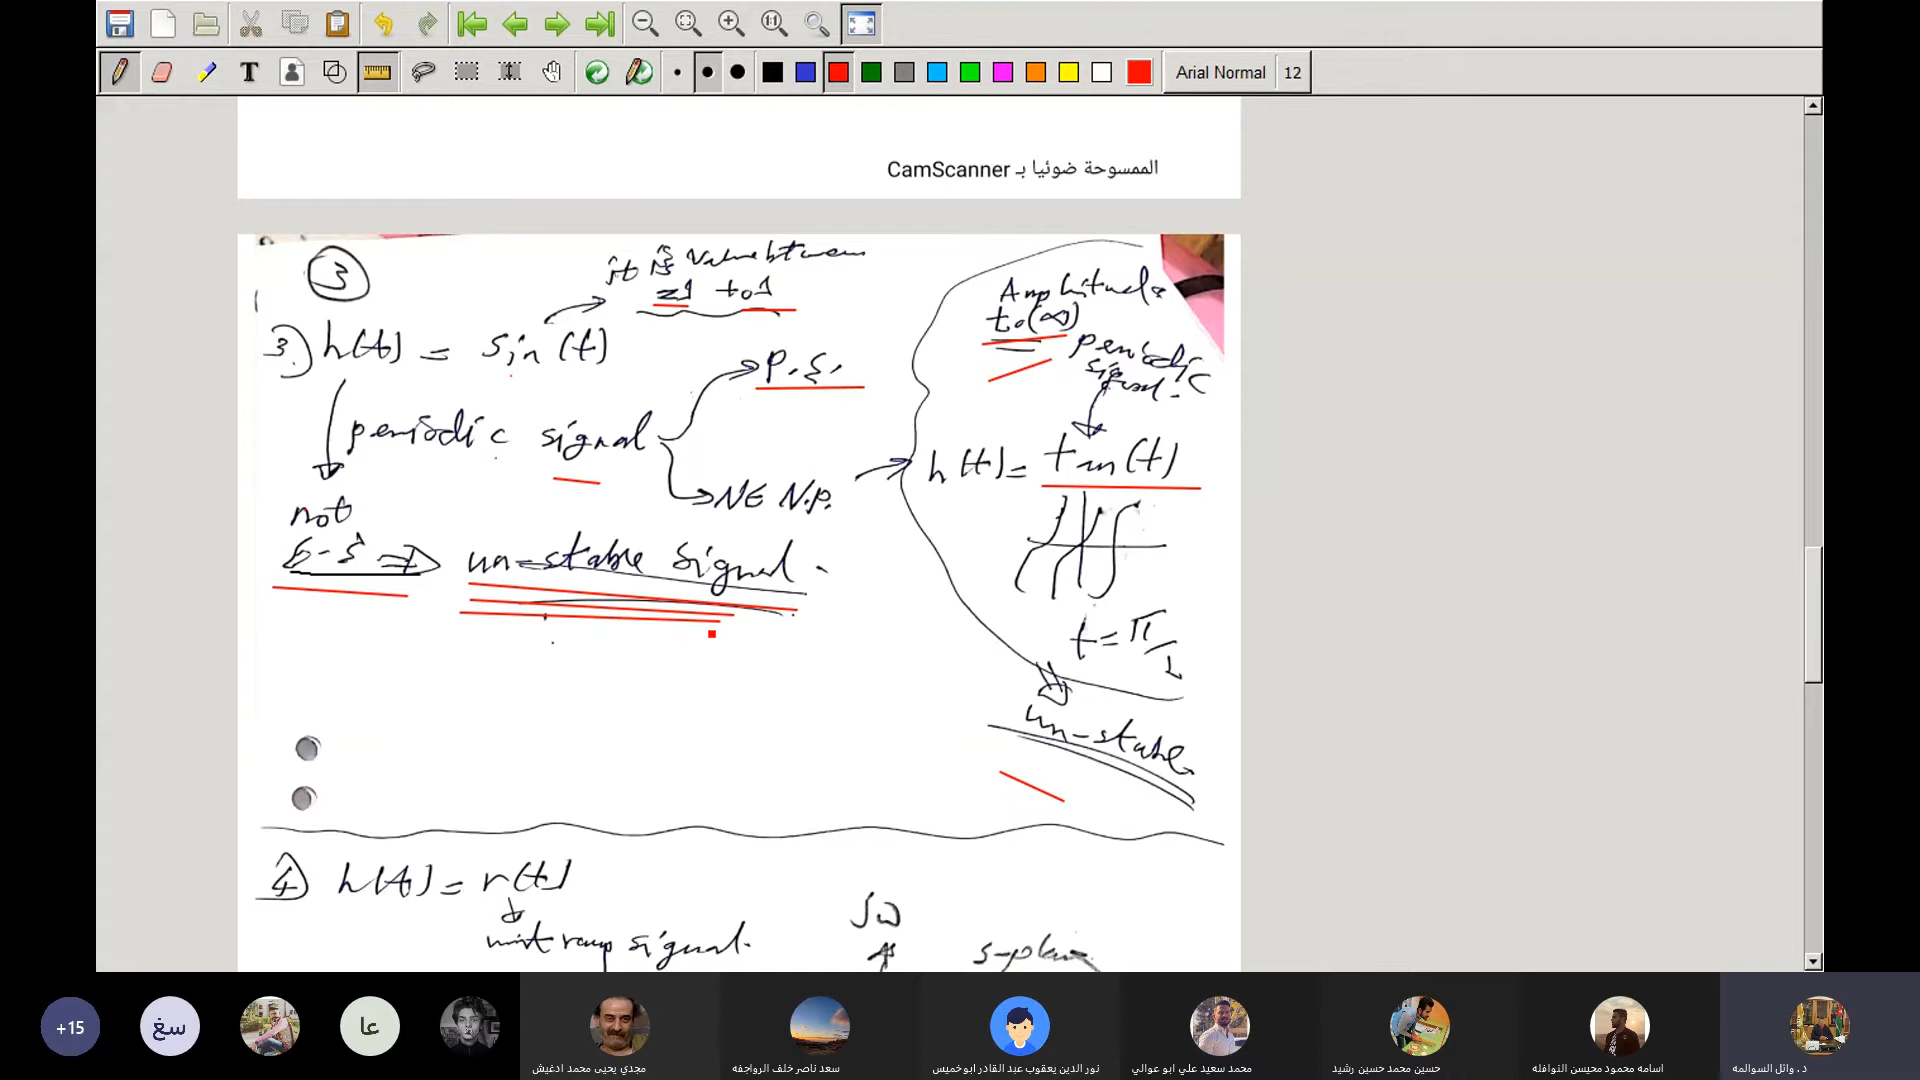 Arial Normal 12
الممسوحة ضوئيا بـ CamScanner
3
it is Value between
-1 to 1
3) h(t) = sin(t)
P.S.
periodic signal
NE N.P.
not
E-S ⇒ un-stable signal.
Amplitude
to (∞)
periodic
signal.
h(t) = tan(t)
t = π/2
un-stable
4 h(t) = r(t)
unit ramp signal.
jω
s-plane
+15
سغ
عا
مجدي يحيى محمد ادغيش
سعد ناصر خلف الرواجفه
نور الدين يعقوب عبد القادر ابوخميس
محمد سعيد علي ابو عوالي
حسين محمد حسين رشيد
اسامه محمود محيسن النوافله
د. وائل السوالمه